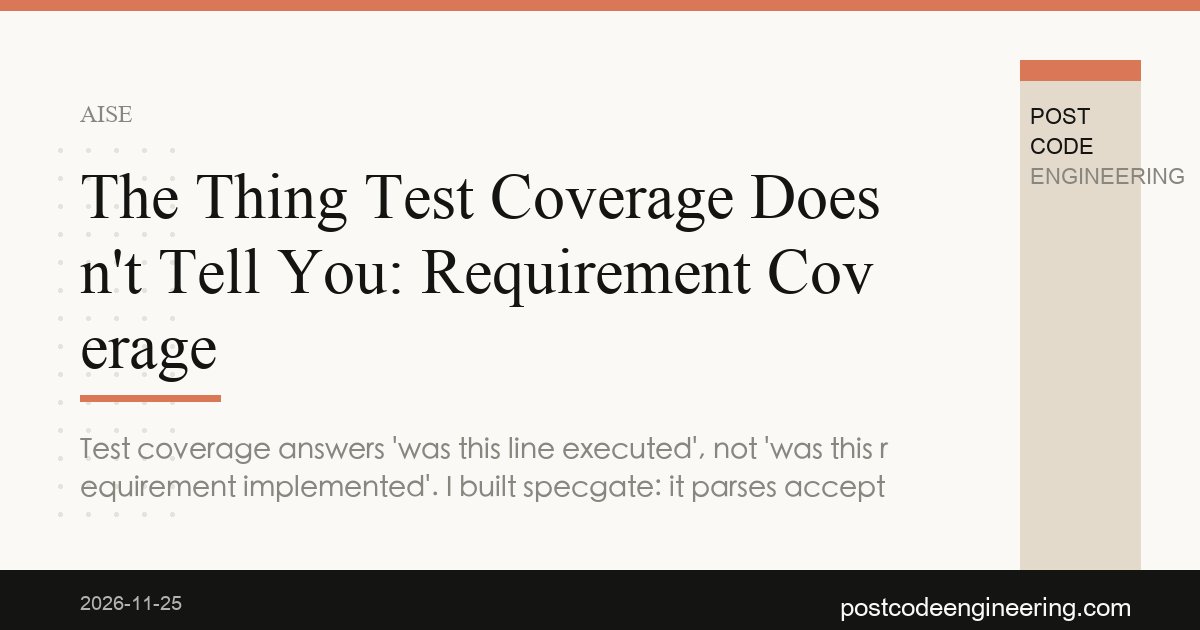 AISE
The Thing Test Coverage Does
n't Tell You: Requirement Cov
erage
Test coverage answers 'was this line executed', not 'was this r
equirement implemented'. I built specgate: it parses accept
POST
CODE
ENGINEERING
2026-11-25
postcodeengineering.com